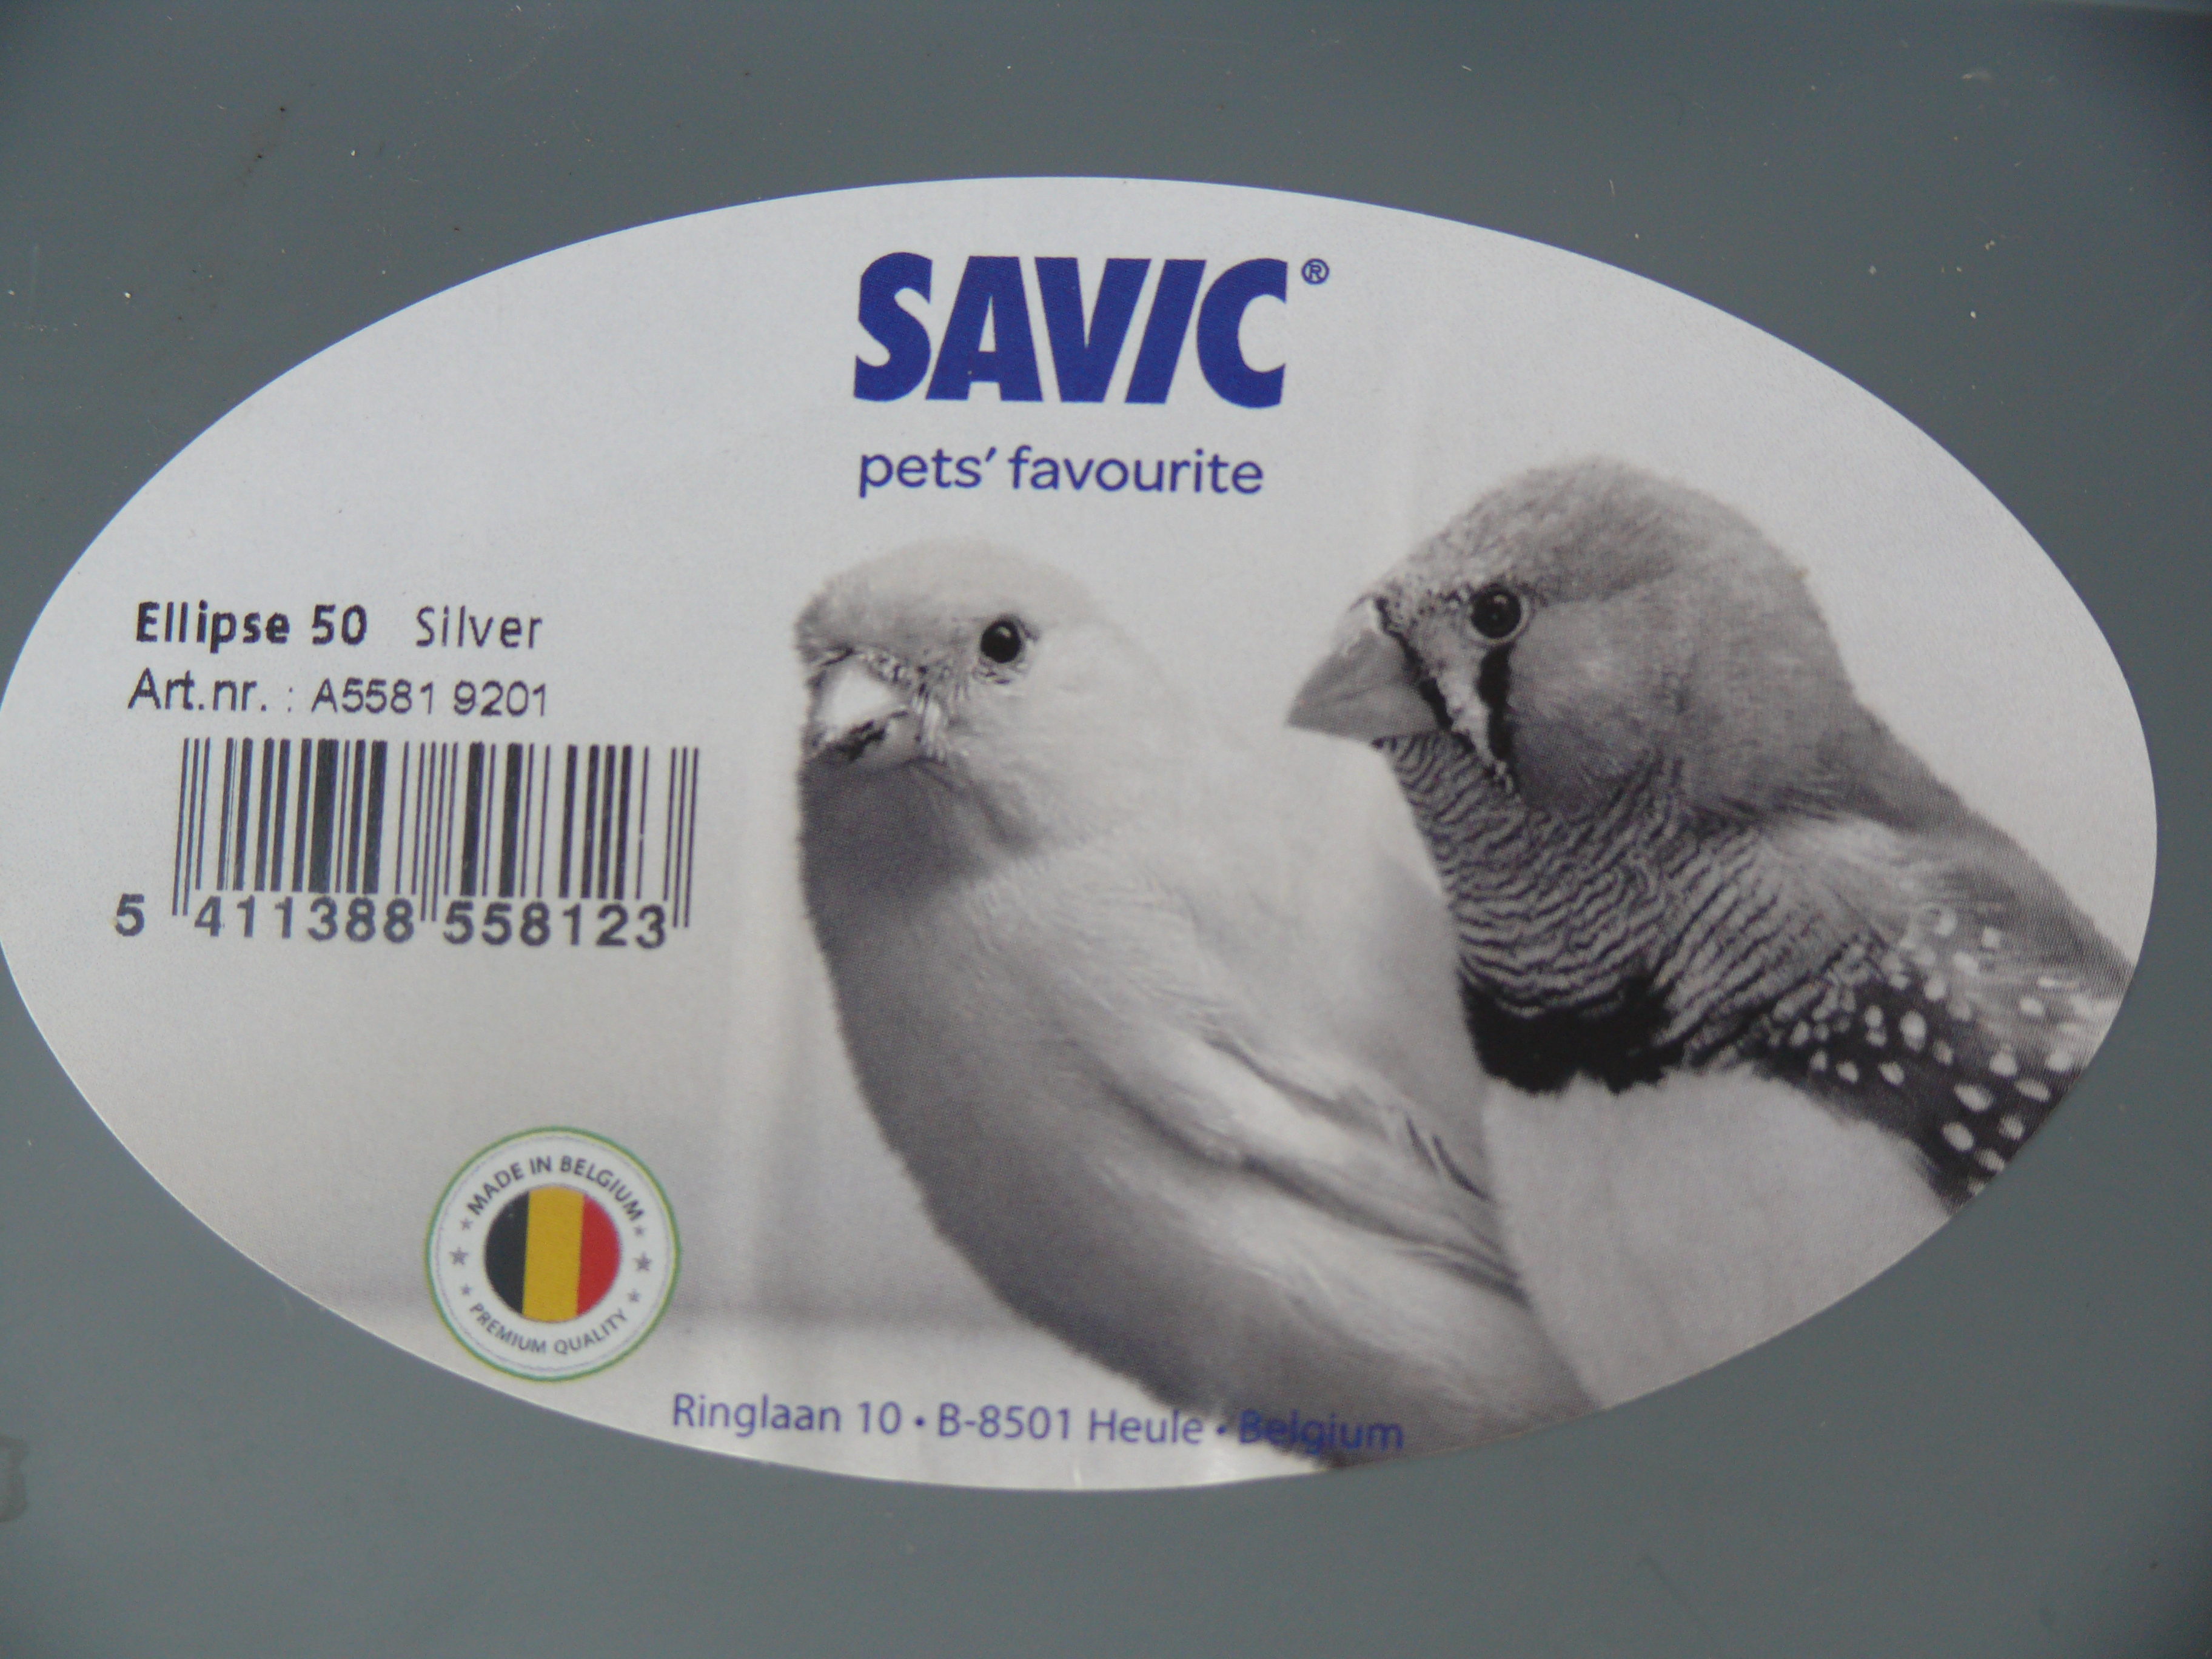 SAVIC®
pets’ favourite
Ellipse 50 Silver
Art.nr. : A5581 9201
5 411388 558123
MADE IN BELGIUM
PREMIUM QUALITY
Ringlaan 10 • B-8501 Heule • Belgium